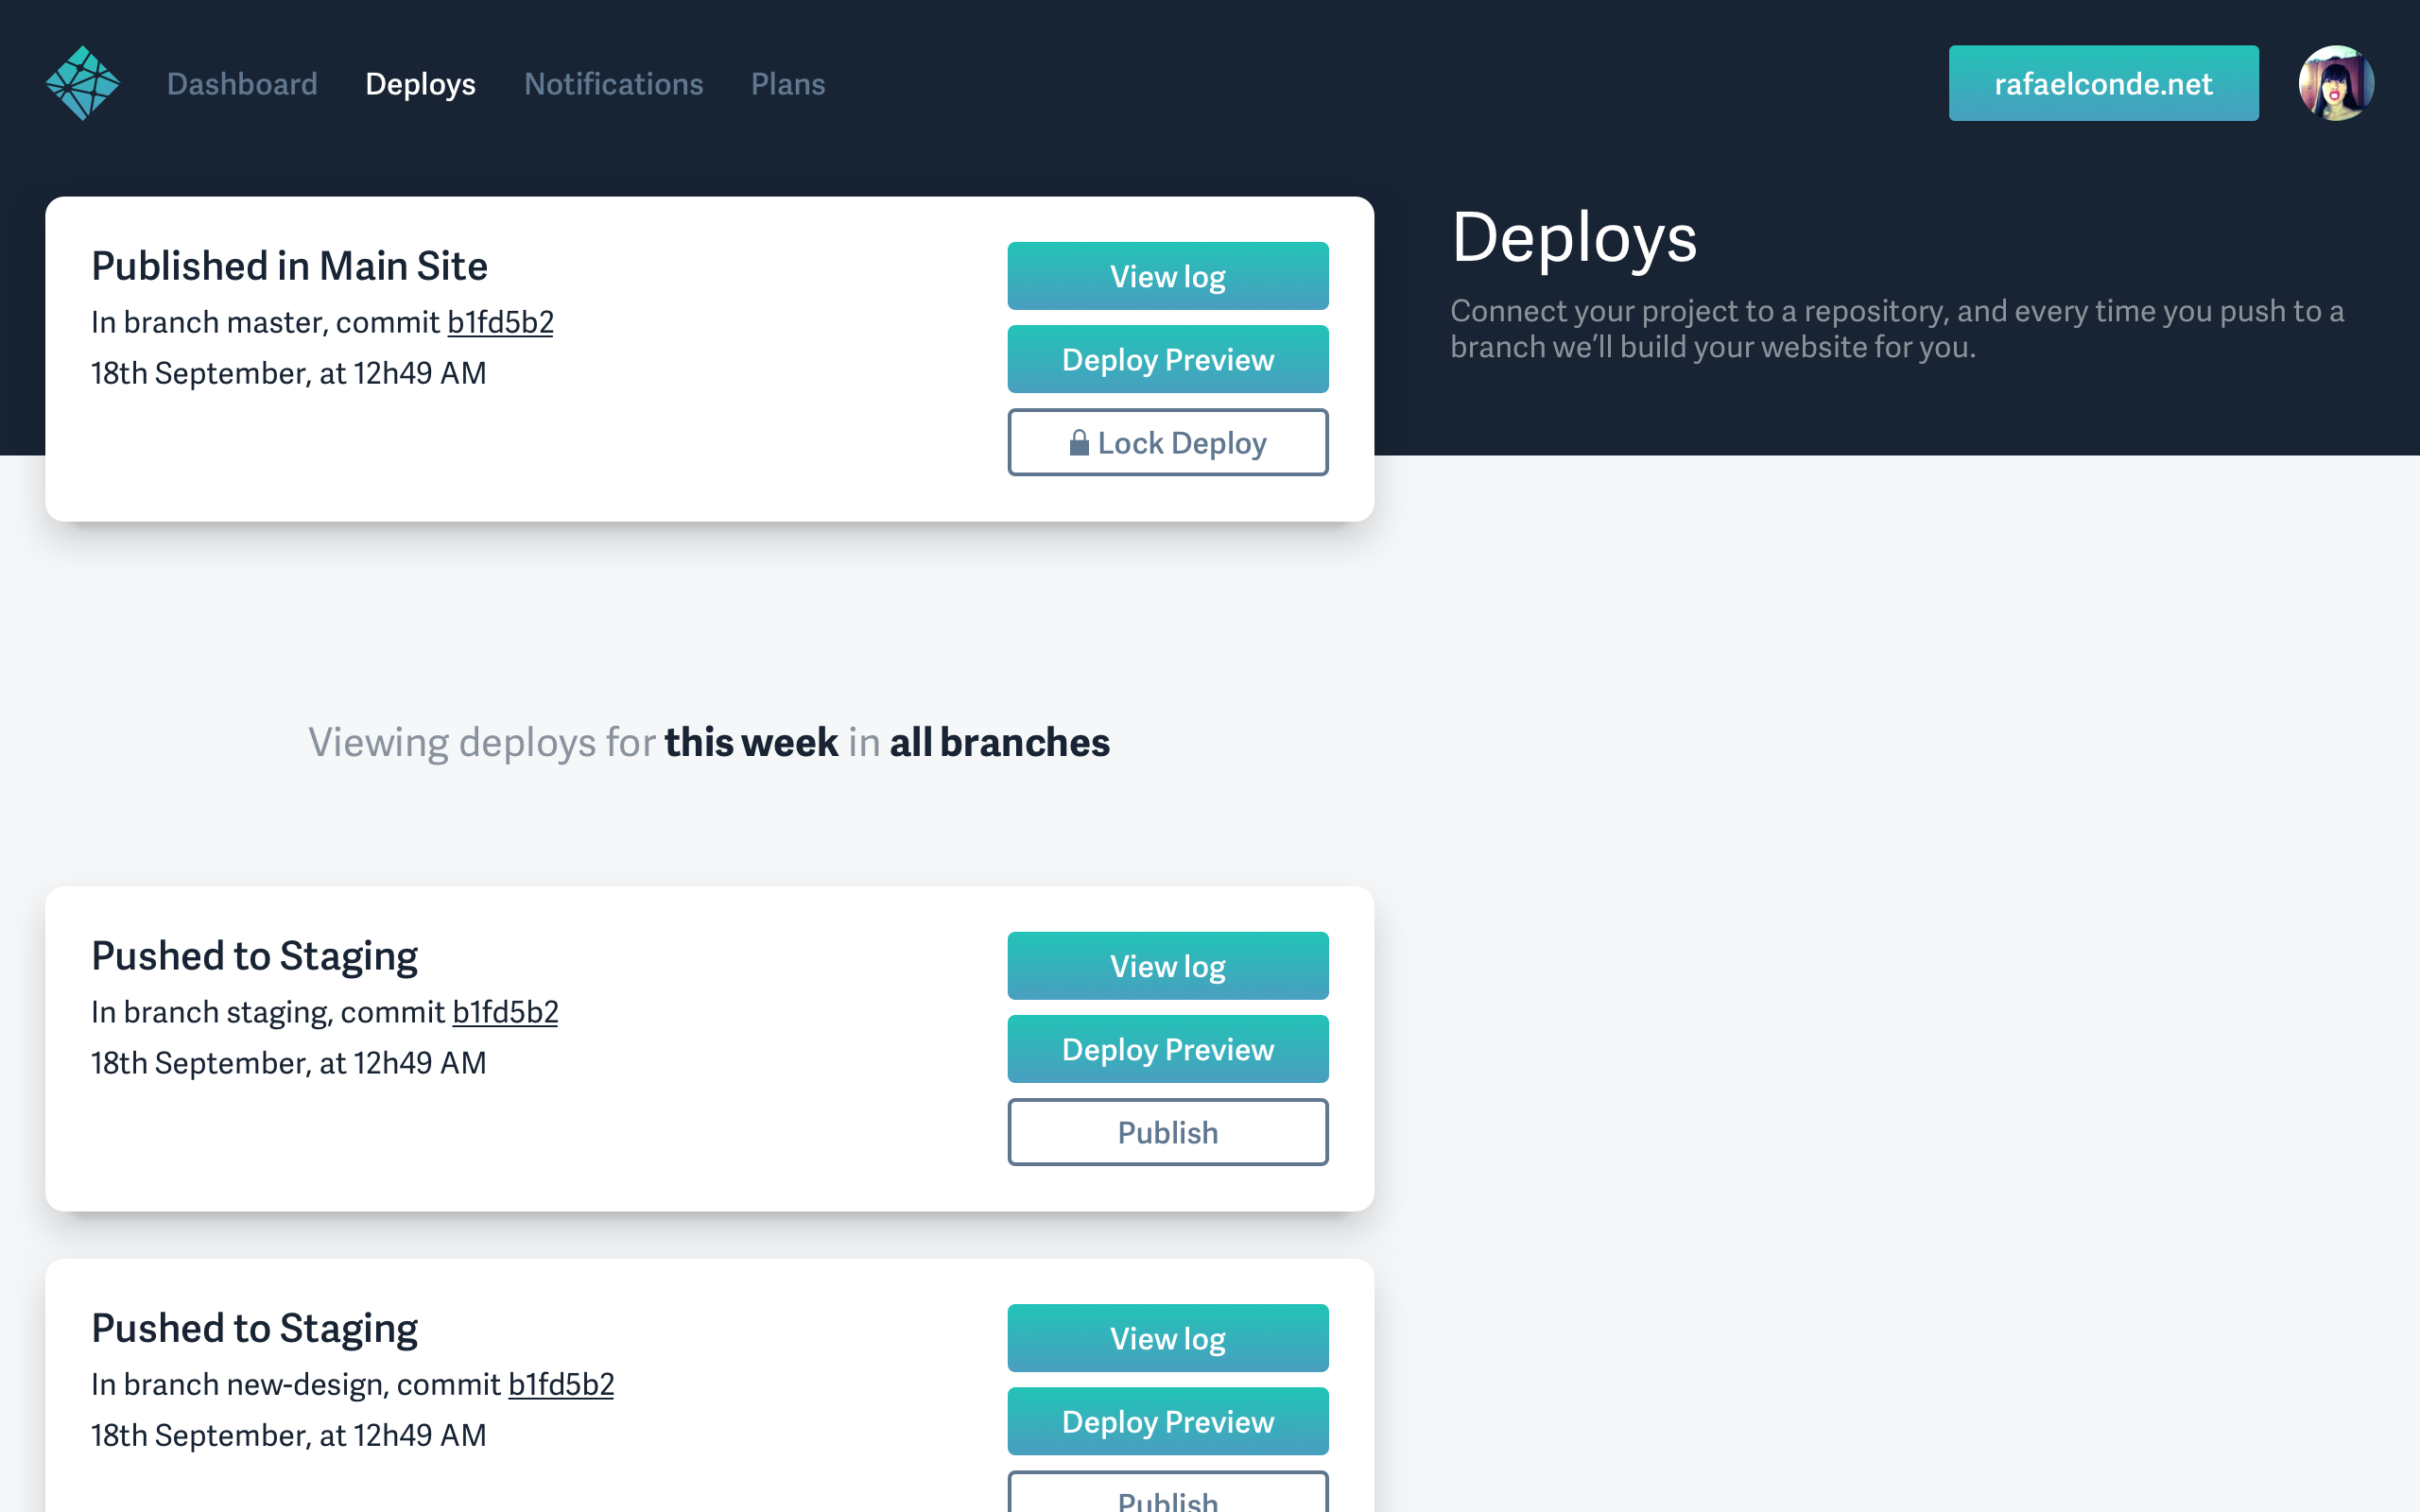 Dashboard Deploys Notifications Plans rafaelconde.net
Published in Main Site
In branch master, commit b1fd5b2
18th September, at 12h49 AM
View log
Deploy Preview
Lock Deploy
Deploys
Connect your project to a repository, and every time you push to a
branch we’ll build your website for you.
Viewing deploys for this week in all branches
Pushed to Staging
In branch staging, commit b1fd5b2
18th September, at 12h49 AM
View log
Deploy Preview
Publish
Pushed to Staging
In branch new-design, commit b1fd5b2
18th September, at 12h49 AM
View log
Deploy Preview
Publish